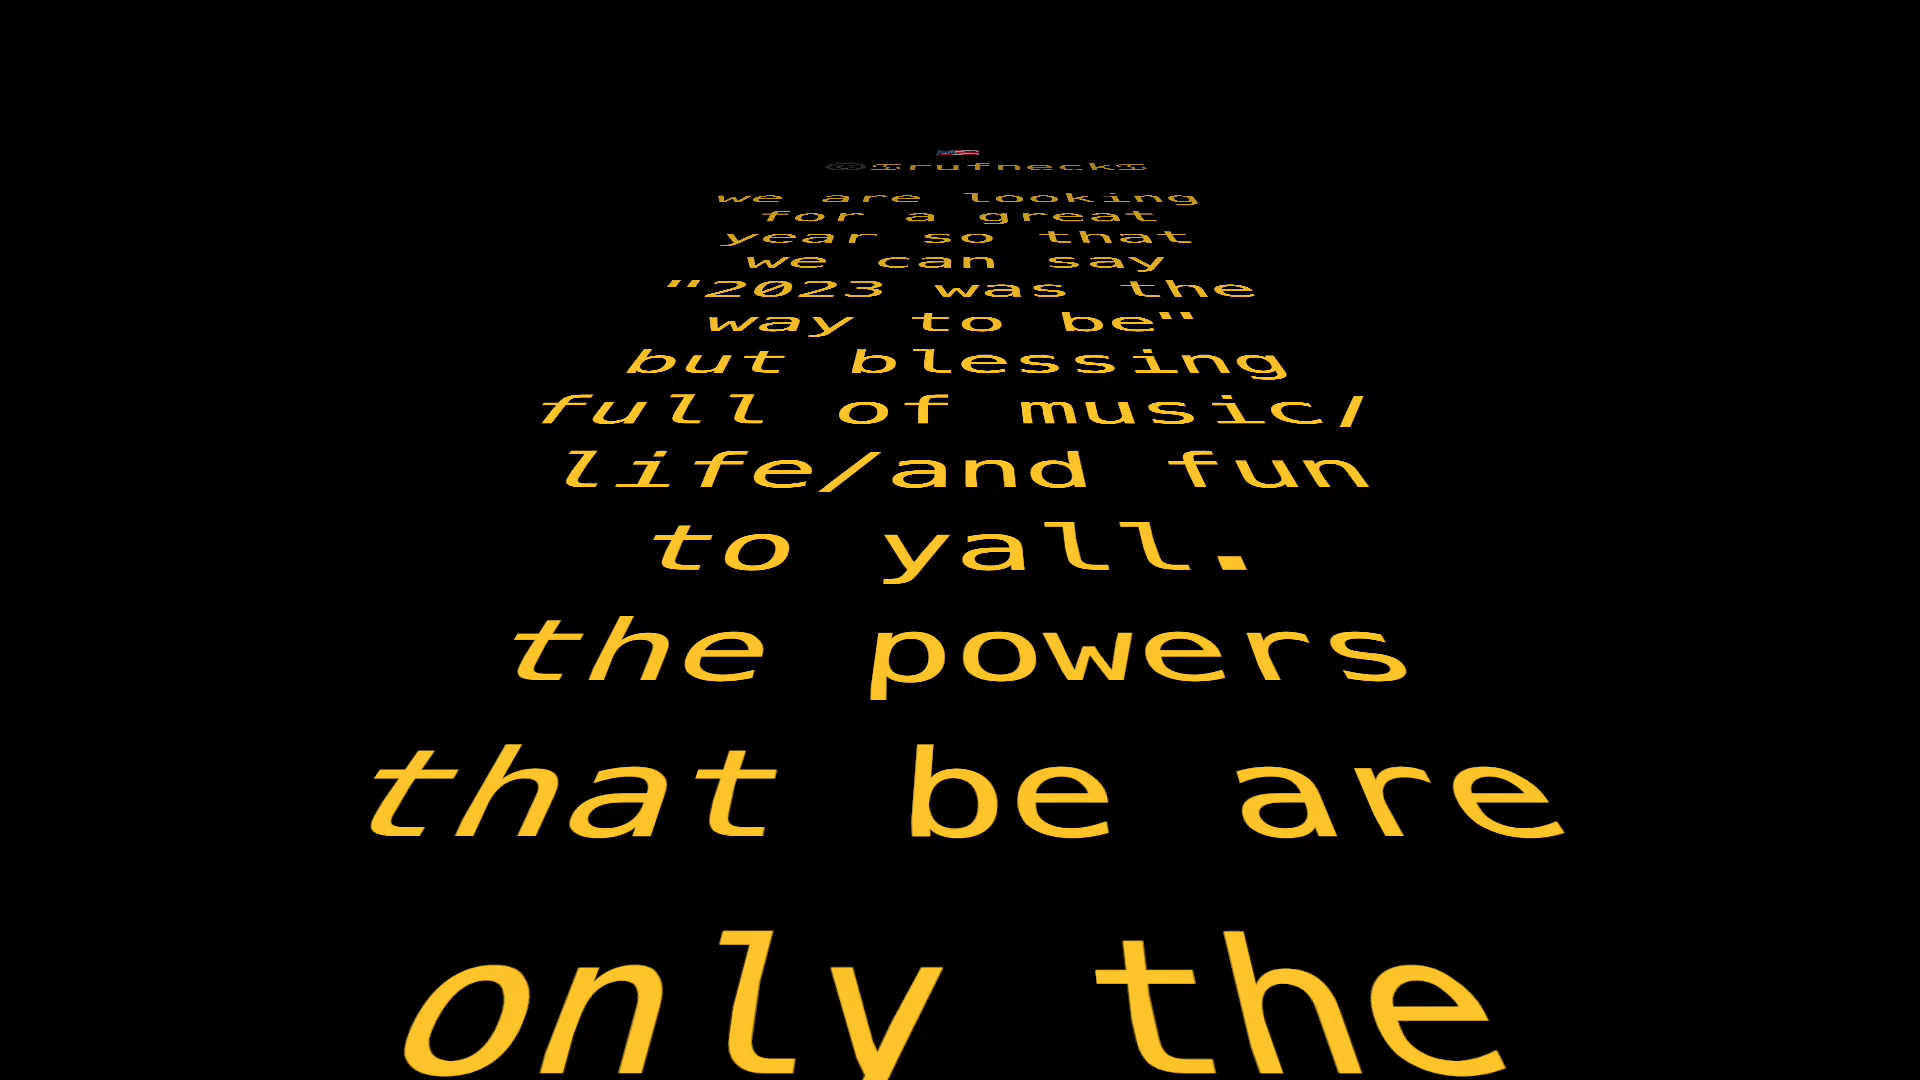 we are looking
for a great
year so that
we can say
"2023 was the
way to be"
but blessing
full of music/
life/and fun
to yall.
the powers
that be are
only the